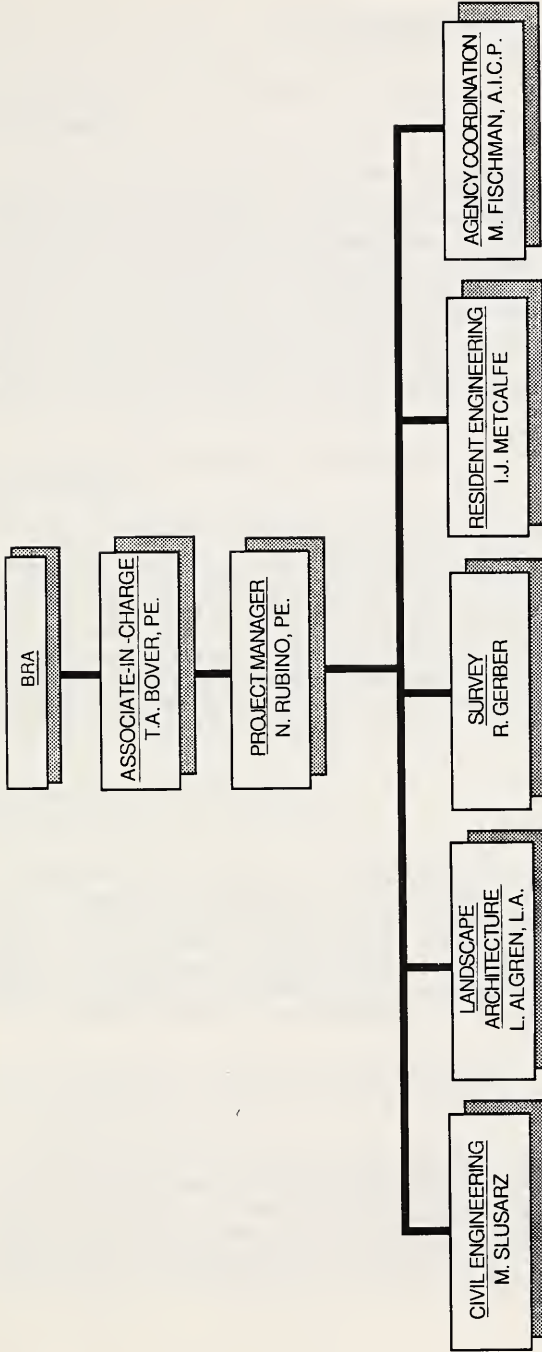 BRA
ASSOCIATE-IN-CHARGE
T.A. BOVER, PE.
PROJECT MANAGER
N. RUBINO, PE.
CIVIL ENGINEERING
M. SLUSARZ
LANDSCAPE
ARCHITECTURE
L. ALGREN, L.A.
SURVEY
R. GERBER
RESIDENT ENGINEERING
I.J. METCALFE
AGENCY COORDINATION
M. FISCHMAN, A.I.C.P.